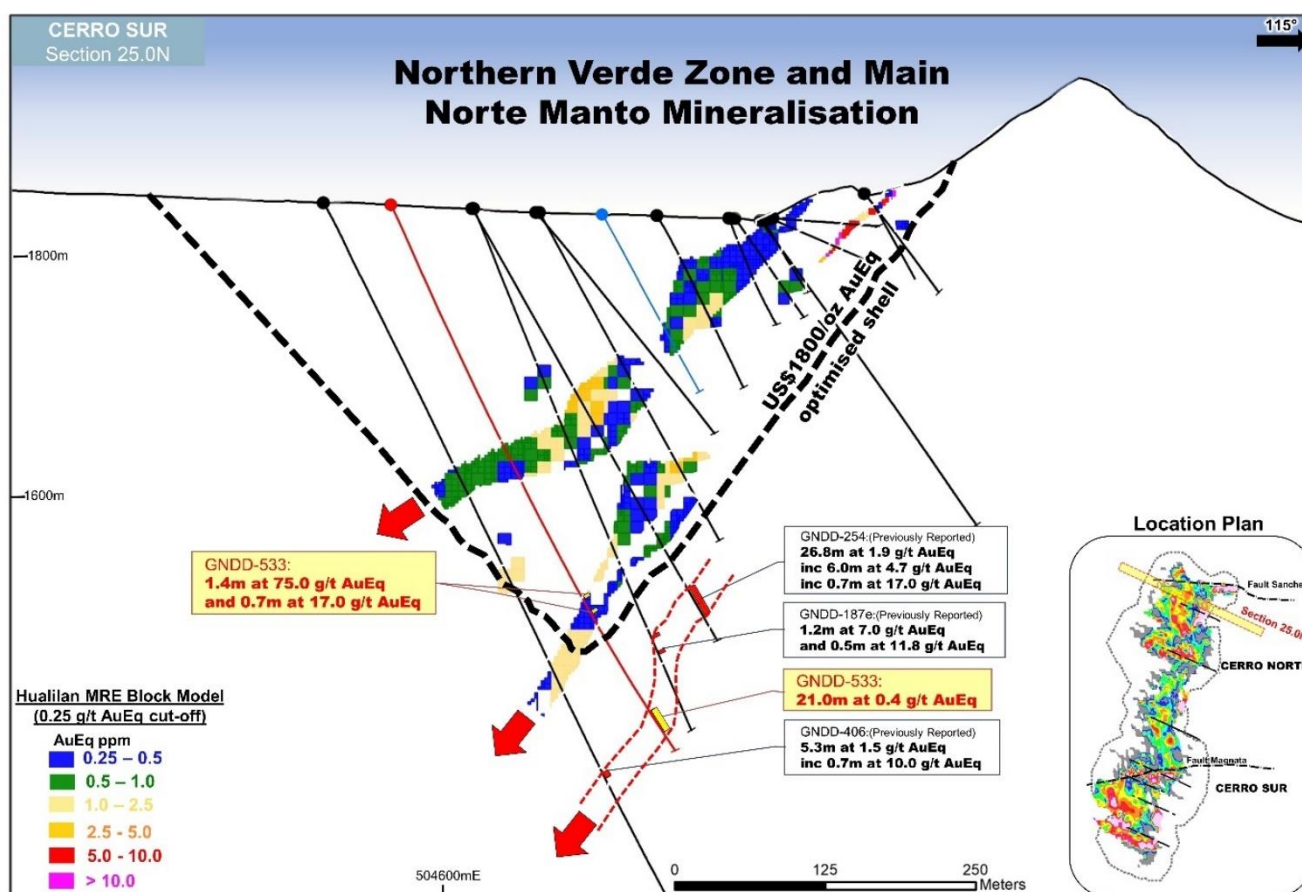 CERRO SUR
Section 25.0N
115°
Northern Verde Zone and Main
Norte Manto Mineralisation
-1800m
US$1800/oz AuEq
optimised shell
-1600m
GNDD-533:
1.4m at 75.0 g/t AuEq
and 0.7m at 17.0 g/t AuEq
GNDD-254:(Previously Reported)
26.8m at 1.9 g/t AuEq
inc 6.0m at 4.7 g/t AuEq
inc 0.7m at 17.0 g/t AuEq
GNDD-187e:(Previously Reported)
1.2m at 7.0 g/t AuEq
and 0.5m at 11.8 g/t AuEq
GNDD-533:
21.0m at 0.4 g/t AuEq
GNDD-406:(Previously Reported)
5.3m at 1.5 g/t AuEq
inc 0.7m at 10.0 g/t AuEq
Hualilan MRE Block Model
(0.25 g/t AuEq cut-off)
AuEq ppm
0.25 – 0.5
0.5 – 1.0
1.0 – 2.5
2.5 - 5.0
5.0 - 10.0
> 10.0
504600mE
0 125 250
Meters
Location Plan
Fault Sanche
Section 25.0N
CERRO NORT
Fault Magnata
CERRO SUR